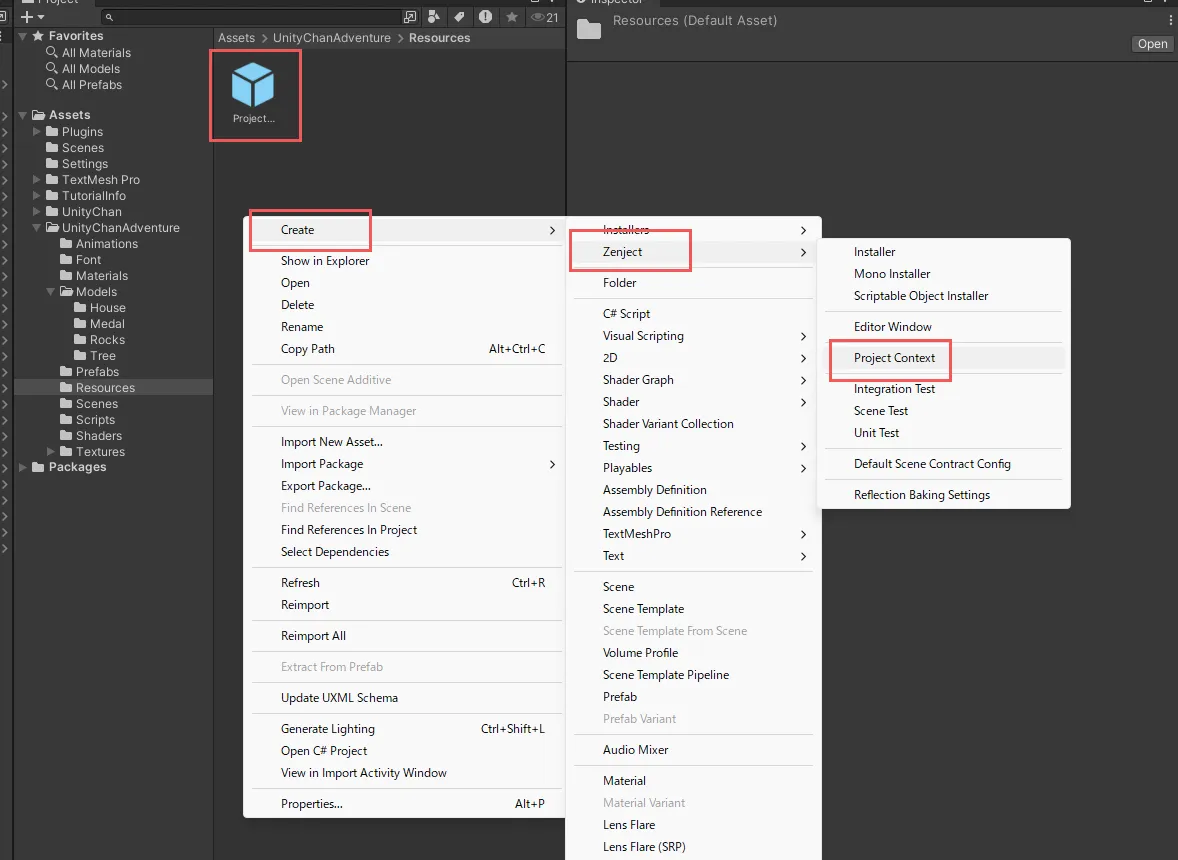 Project
Inspector
21
Favorites
All Materials
All Models
All Prefabs
Assets
Plugins
Scenes
Settings
TextMesh Pro
TutorialInfo
UnityChan
UnityChanAdventure
Animations
Font
Materials
Models
House
Medal
Rocks
Tree
Prefabs
Resources
Scenes
Scripts
Shaders
Textures
Packages
Assets > UnityChanAdventure > Resources
Project...
Resources (Default Asset)
Open
Create
Show in Explorer
Open
Delete
Rename
Copy Path Alt+Ctrl+C
Open Scene Additive
View in Package Manager
Import New Asset...
Import Package
Export Package...
Find References In Scene
Find References In Project
Select Dependencies
Refresh Ctrl+R
Reimport
Reimport All
Extract From Prefab
Update UXML Schema
Generate Lighting Ctrl+Shift+L
Open C# Project
View in Import Activity Window
Properties... Alt+P
Installers
Zenject
Folder
C# Script
Visual Scripting
2D
Shader Graph
Shader
Shader Variant Collection
Testing
Playables
Assembly Definition
Assembly Definition Reference
TextMeshPro
Text
Scene
Scene Template
Scene Template From Scene
Volume Profile
Scene Template Pipeline
Prefab
Prefab Variant
Audio Mixer
Material
Material Variant
Lens Flare
Lens Flare (SRP)
Installer
Mono Installer
Scriptable Object Installer
Editor Window
Project Context
Integration Test
Scene Test
Unit Test
Default Scene Contract Config
Reflection Baking Settings